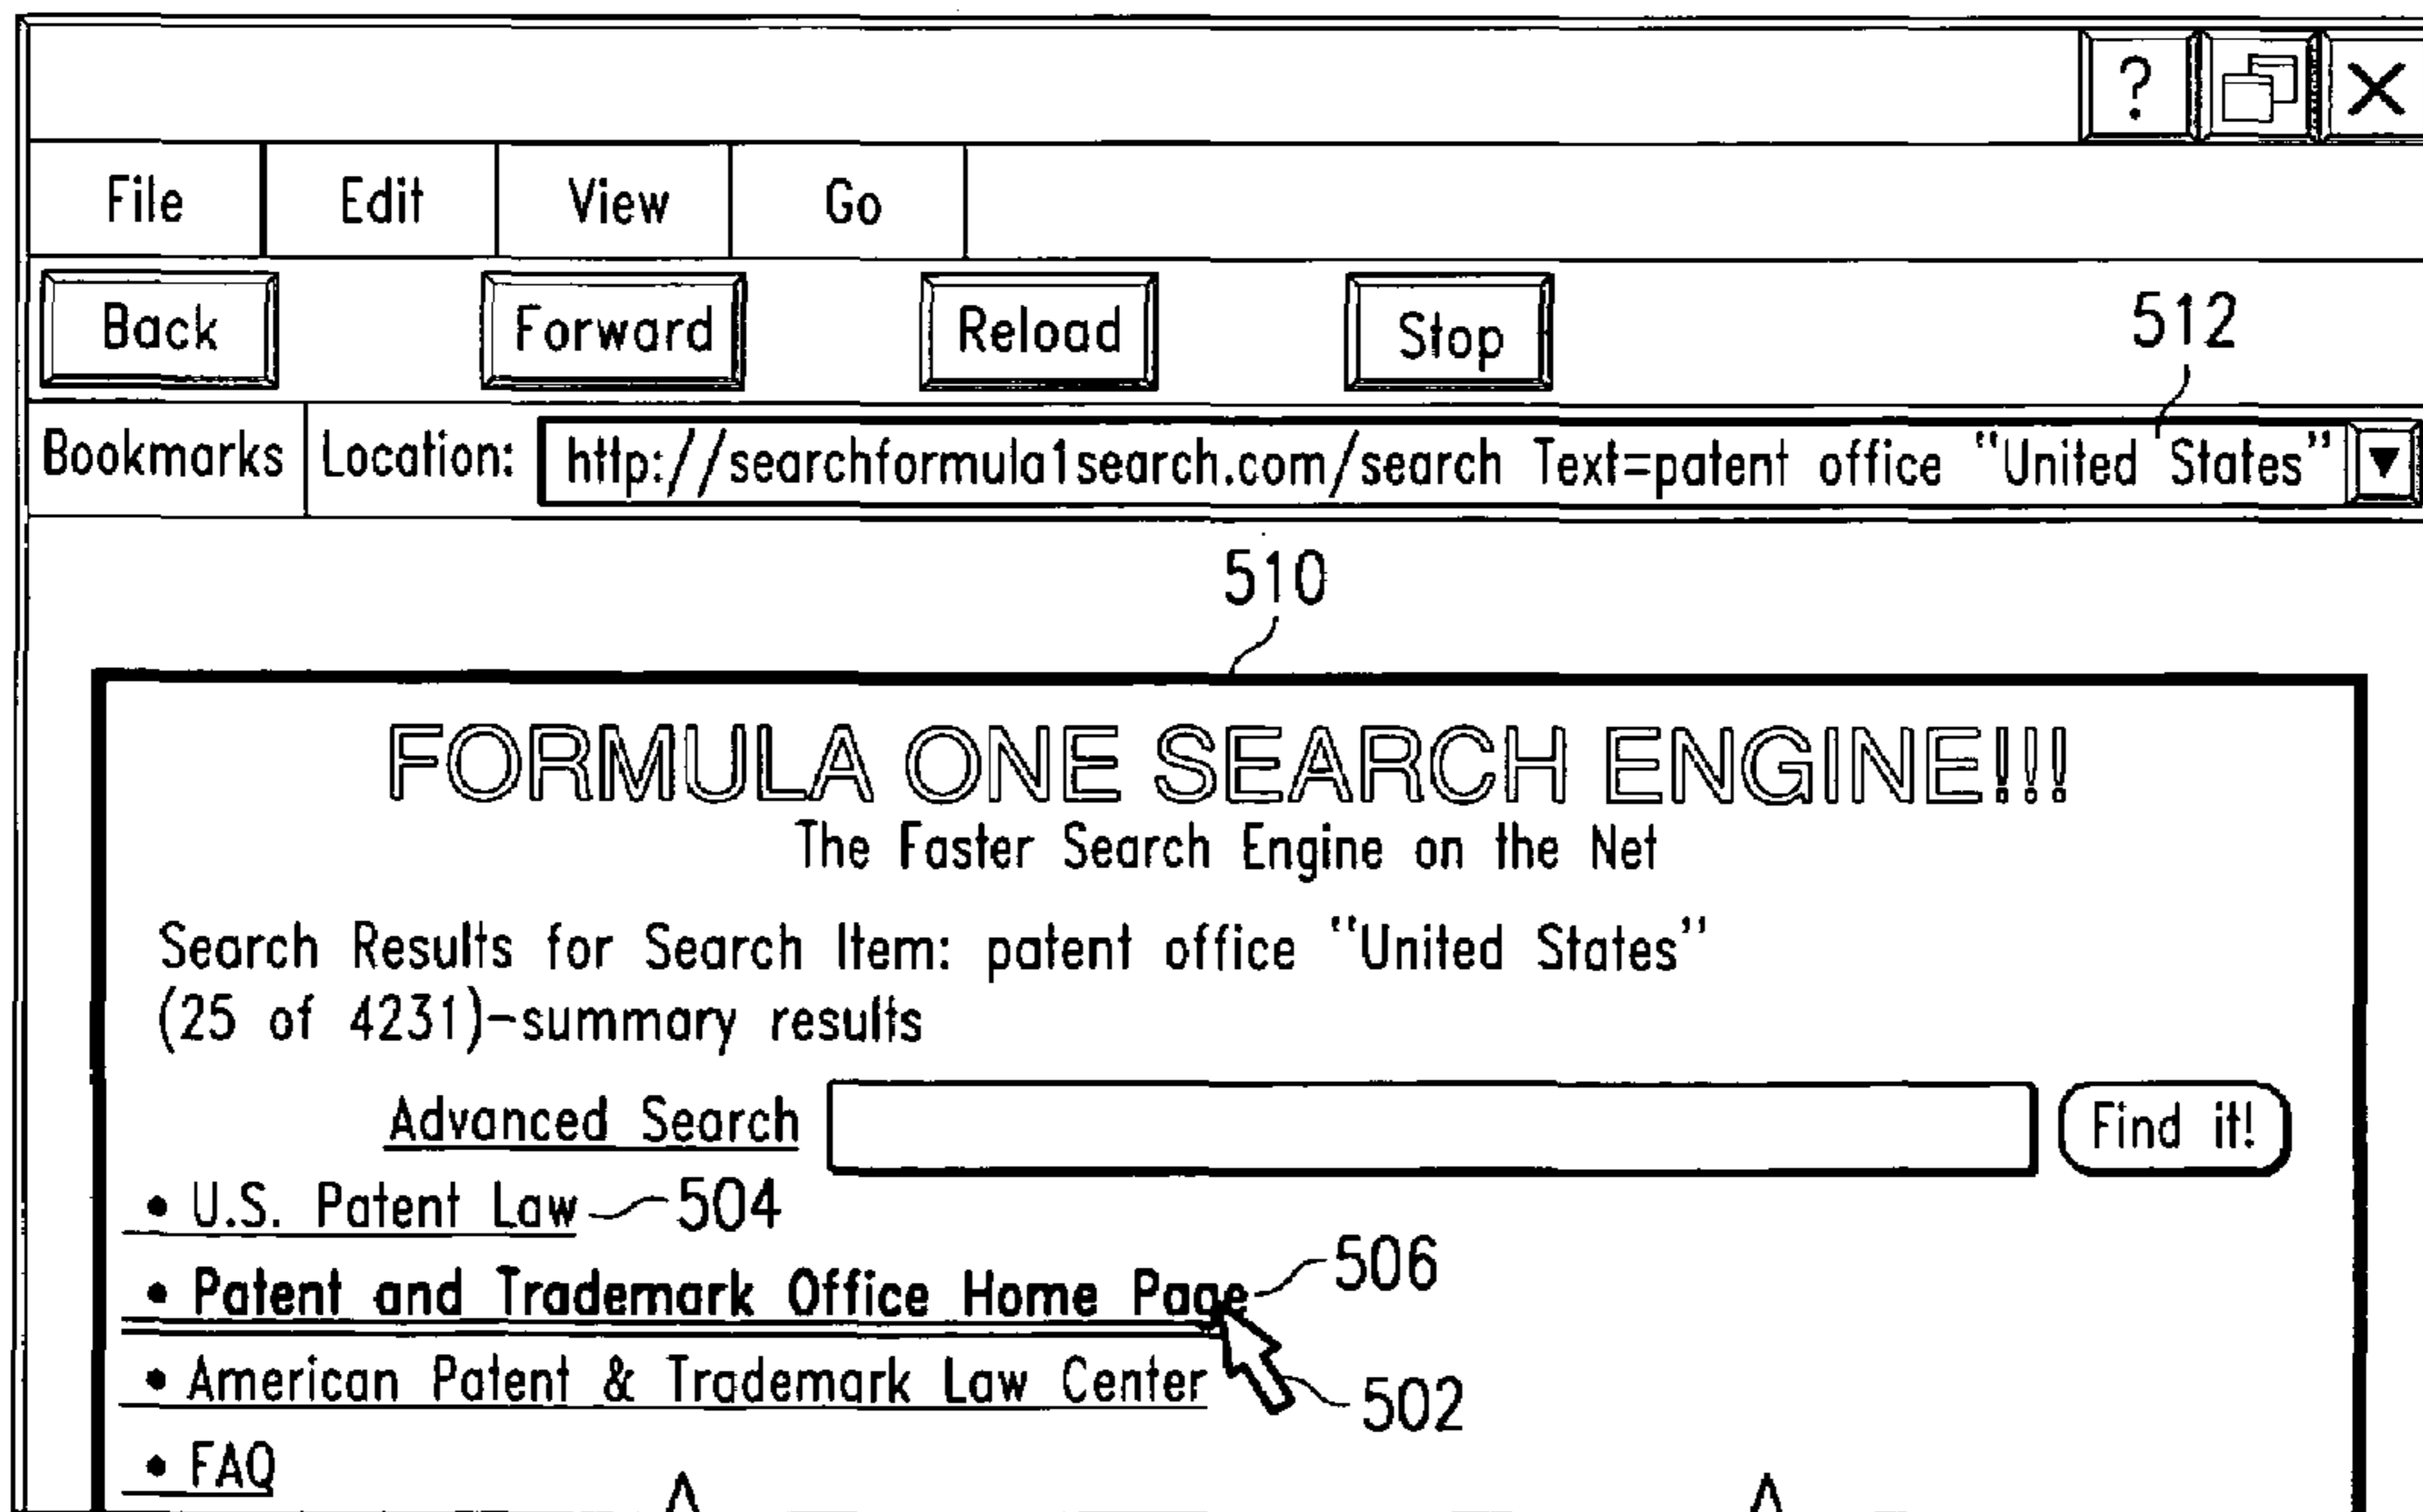 ?
File Edit View Go
Back Forward Reload Stop
512
Bookmarks Location: http://searchformula1search.com/search Text=patent office "United States"
510
FORMULA ONE SEARCH ENGINE!!!
The Faster Search Engine on the Net
Search Results for Search Item: patent office "United States"
(25 of 4231)-summary results
Advanced Search Find it!
• U.S. Patent Law 504
• Patent and Trademark Office Home Page 506
• American Patent & Trademark Law Center 502
• FAQ